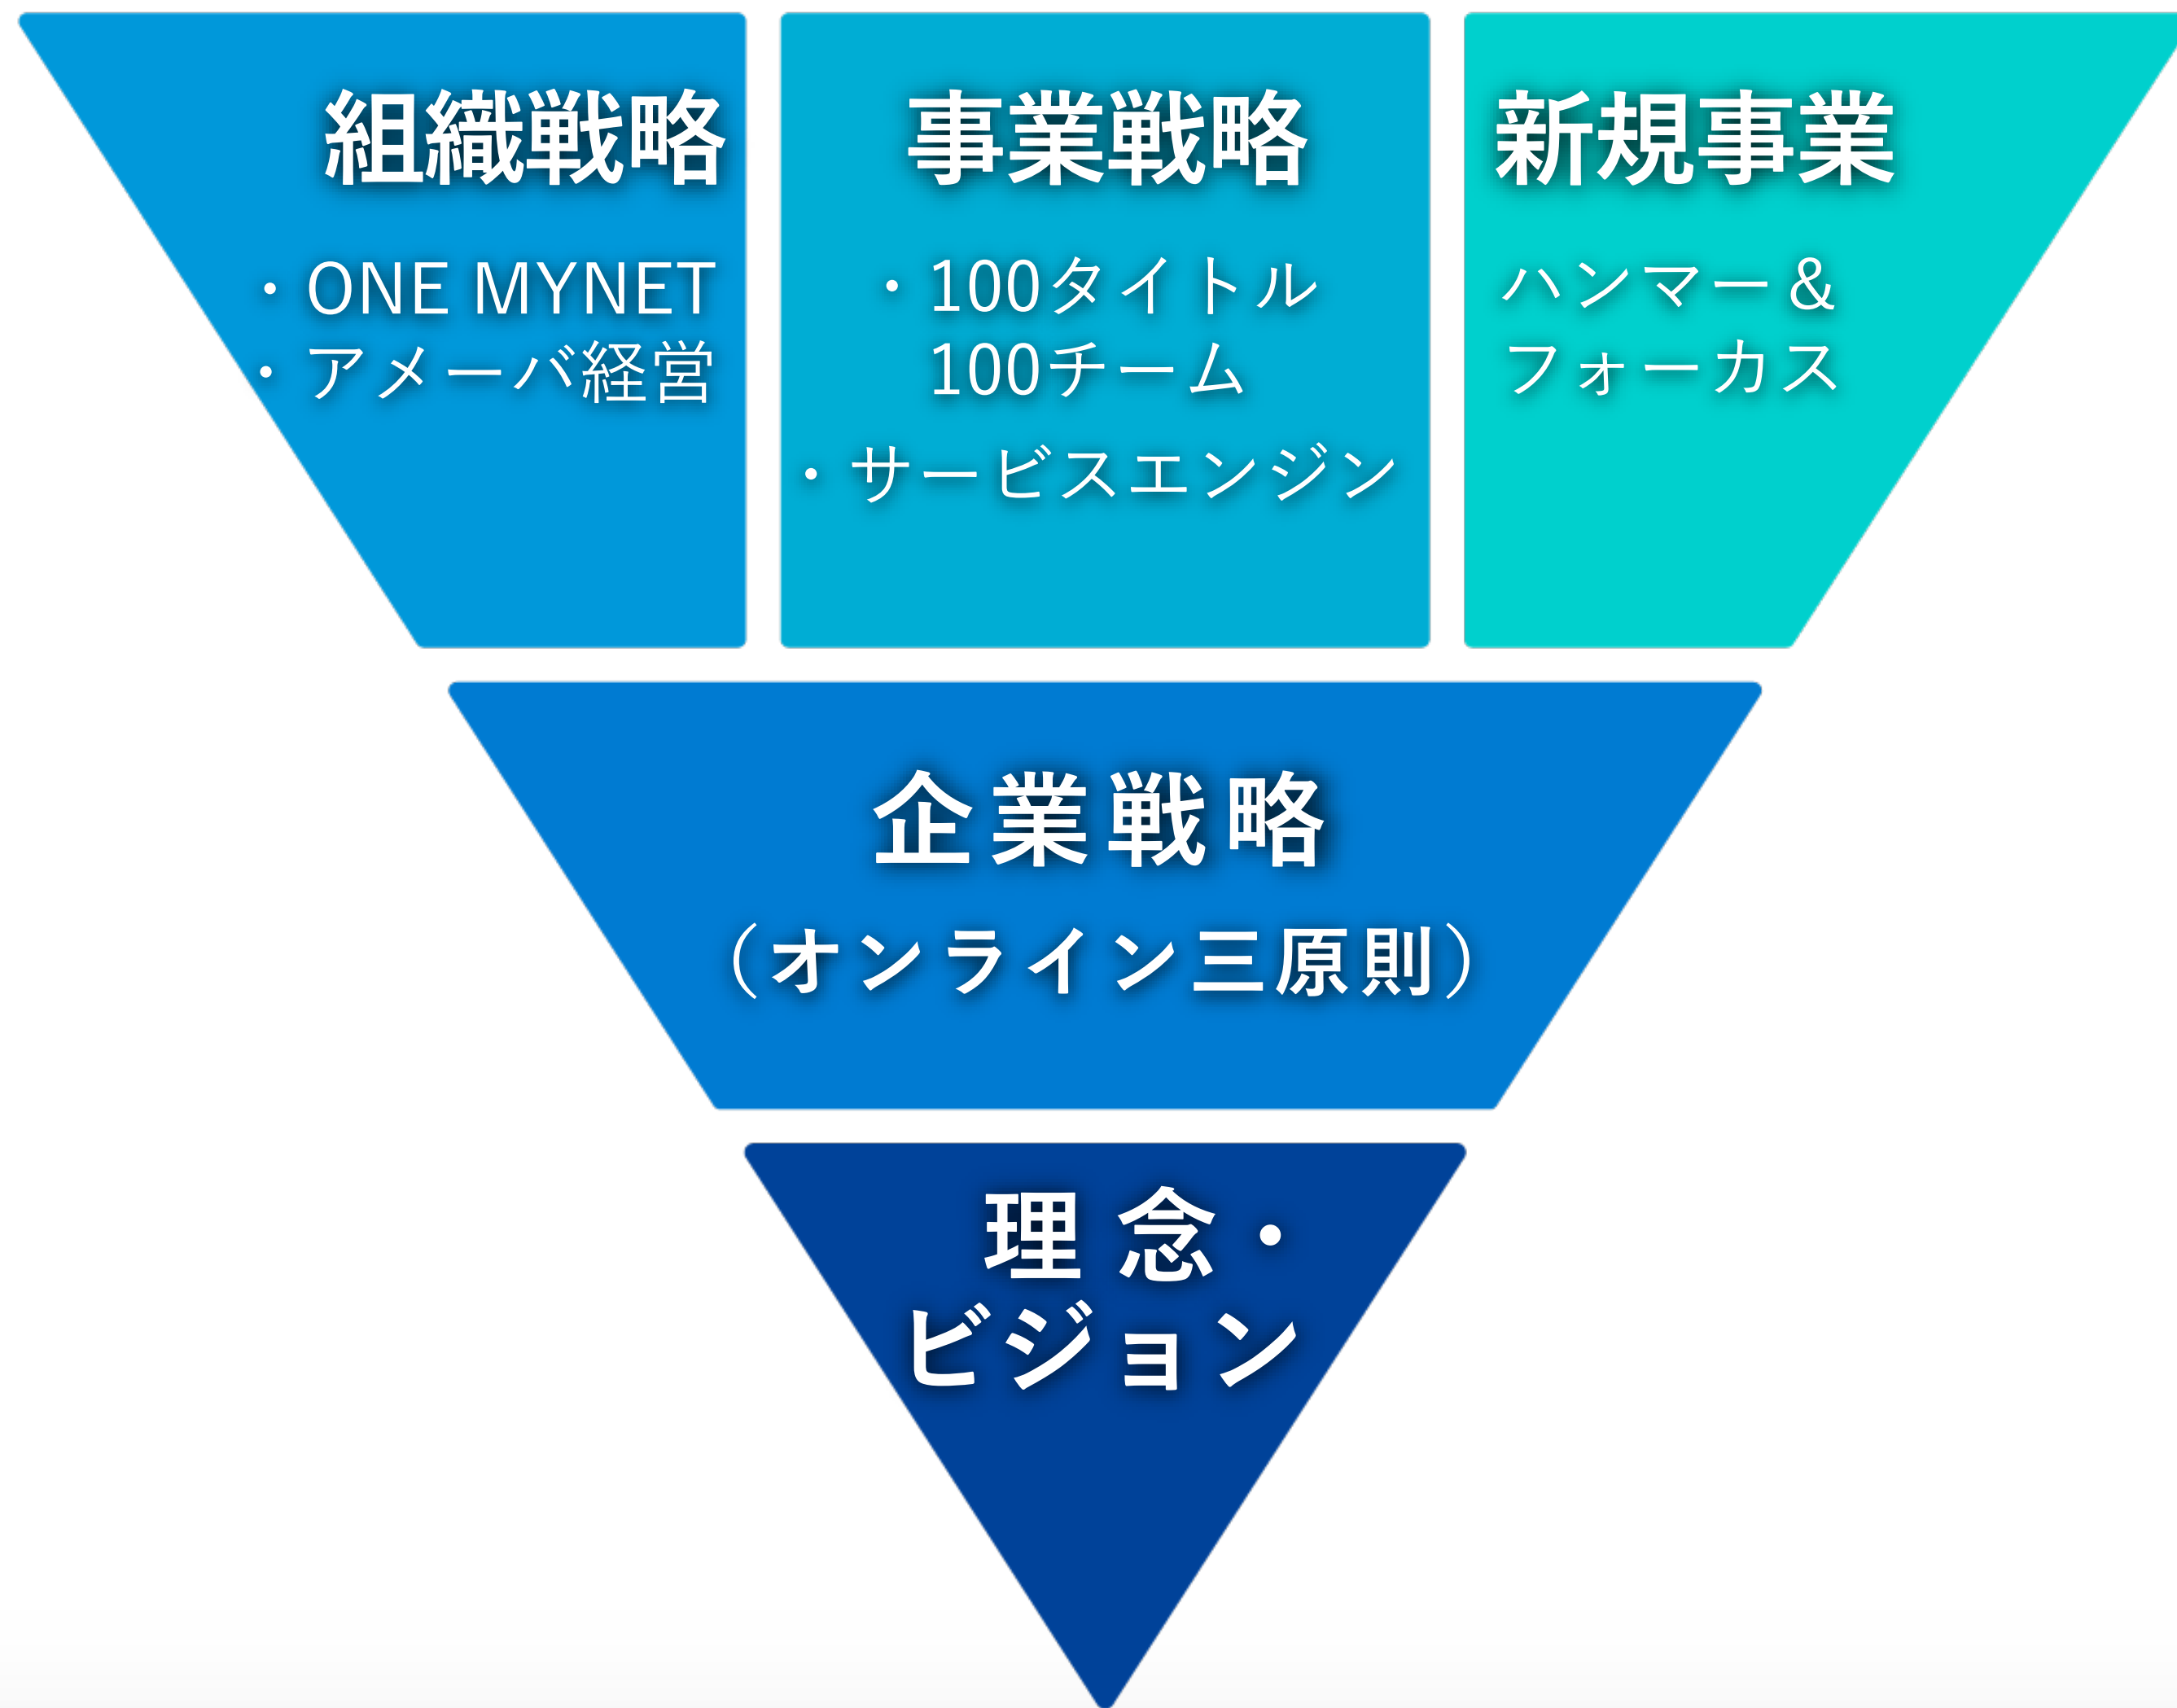 組織戦略
・ONE MYNET
・アメーバ経営
事業戦略
・100タイトル
100チーム
・サービスエンジン
新規事業
ハンマー&
フォーカス
企業戦略
（オンライン三原則）
理念・
ビジョン